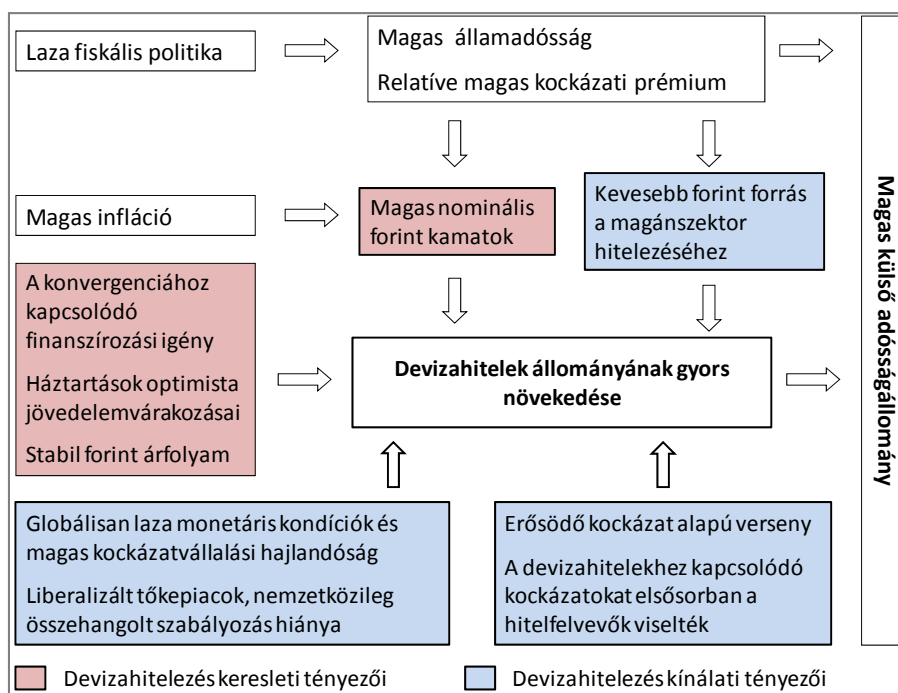 Laza fiskális politika
Magas államadósság
Relatíve magas kockázati prémium
Magas infláció
Magas nominális
forint kamatok
Kevesebb forint forrás
a magánszektor
hitelezéséhez
A konvergenciához
kapcsolódó
finanszírozási igény
Háztartások optimista
jövedelemvárakozásai
Stabil forint árfolyam
Devizahitelek állományának gyors
növekedése
Magas külső adósságállomány
Globálisan laza monetáris kondíciók és
magas kockázatvállalási hajlandóság
Liberalizált tőkepiacok, nemzetközileg
összehangolt szabályozás hiánya
Erősödő kockázat alapú verseny
A devizahitelekhez kapcsolódó
kockázatokat elsősorban a
hitelfelvevők viselték
Devizahitelezés keresleti tényezői
Devizahitelezés kínálati tényezői